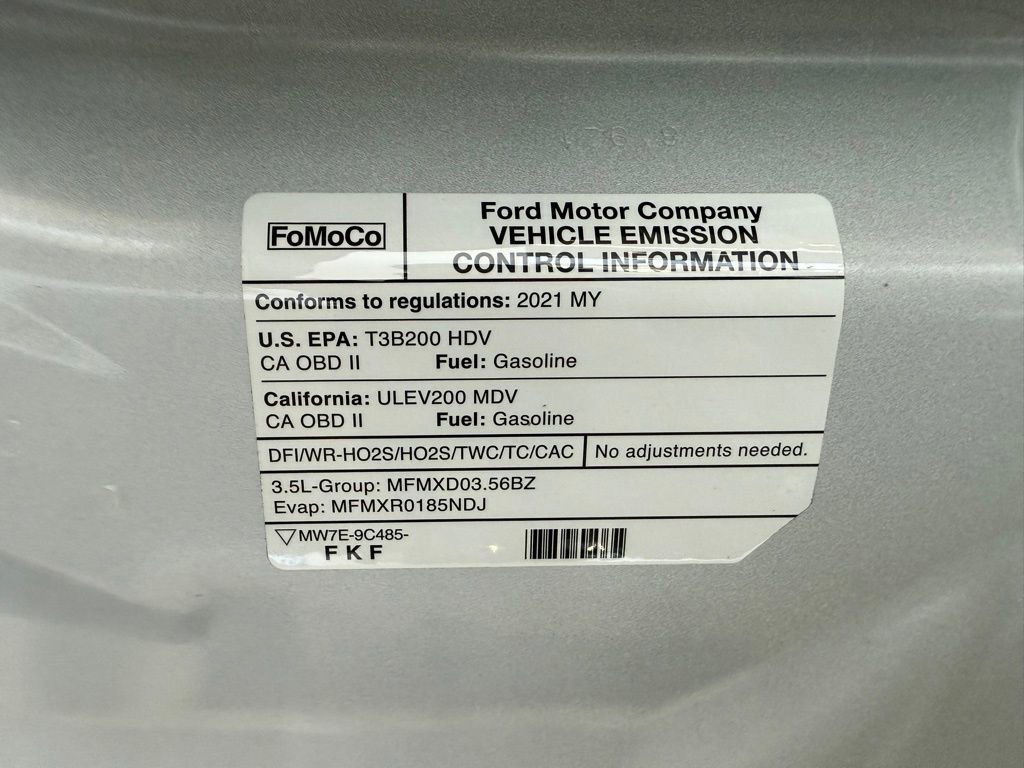 FoMoCo
Ford Motor Company
VEHICLE EMISSION
CONTROL INFORMATION
Conforms to regulations: 2021 MY
U.S. EPA: T3B200 HDV
CA OBD II Fuel: Gasoline
California: ULEV200 MDV
CA OBD II Fuel: Gasoline
DFI/WR-HO2S/HO2S/TWC/TC/CAC No adjustments needed.
3.5L-Group: MFMXD03.56BZ
Evap: MFMXR0185NDJ
MW7E-9C485-
FKF